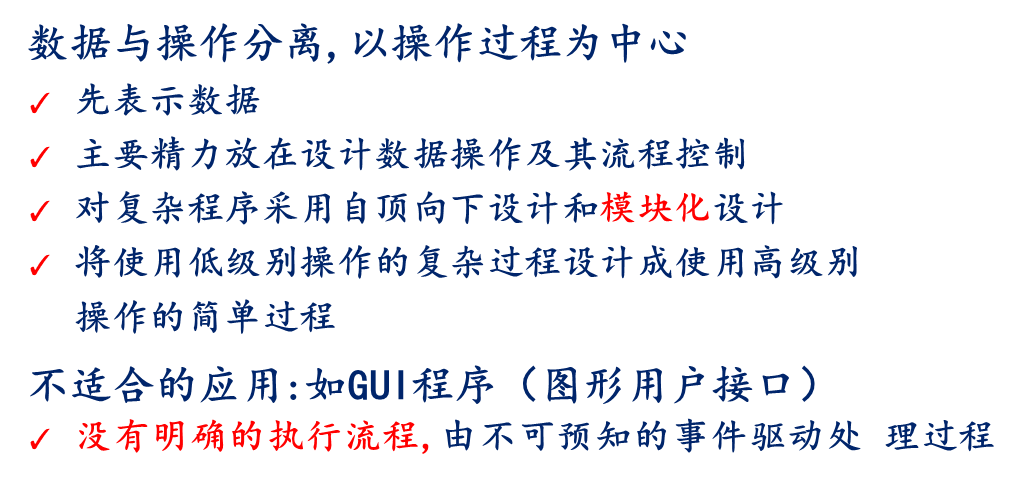 数据与操作分离,以操作过程为中心
✓ 先表示数据
✓ 主要精力放在设计数据操作及其流程控制
✓ 对复杂程序采用自顶向下设计和模块化设计
✓ 将使用低级别操作的复杂过程设计成使用高级别
操作的简单过程
不适合的应用:如GUI程序（图形用户接口）
✓ 没有明确的执行流程,由不可预知的事件驱动处 理过程